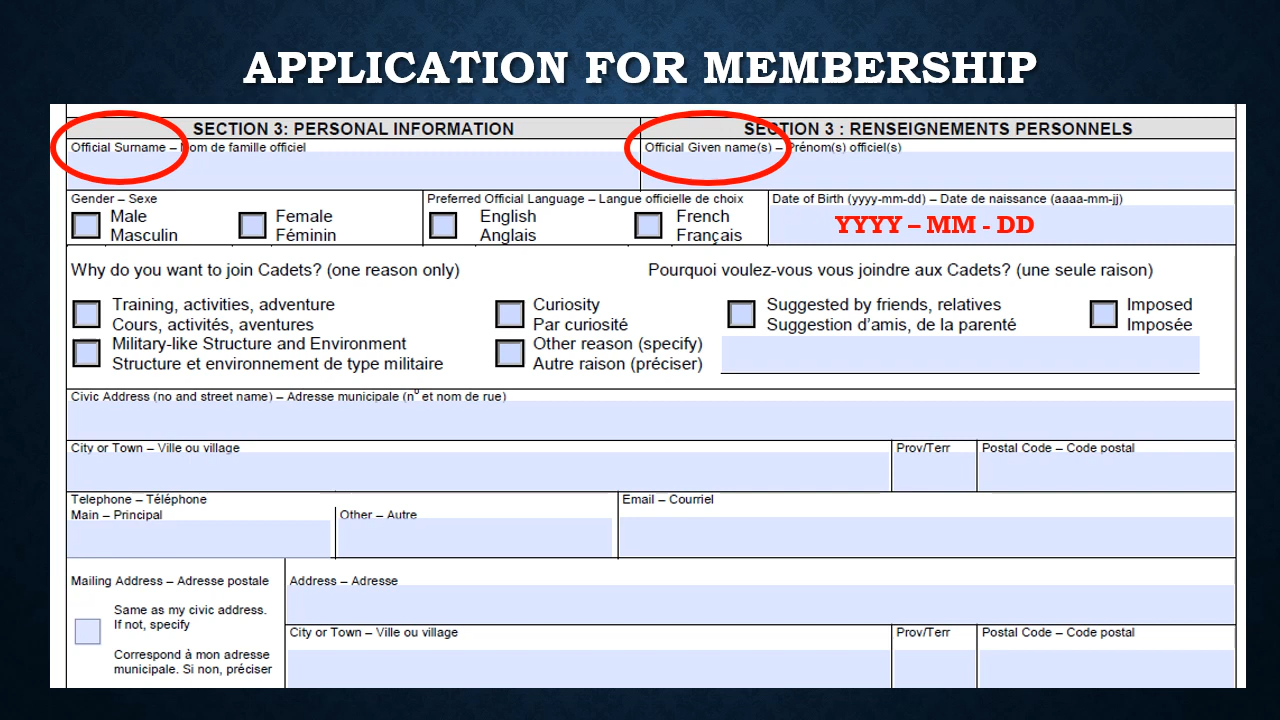 APPLICATION FOR MEMBERSHIP
SECTION 3: PERSONAL INFORMATION
SECTION 3 : RENSEIGNEMENTS PERSONNELS
Official Surname – Nom de famille officiel
Official Given name(s) – Prénom(s) officiel(s)
Gender – Sexe
Male
Masculin
Female
Féminin
Preferred Official Language – Langue officielle de choix
English
Anglais
French
Français
Date of Birth (yyyy-mm-dd) – Date de naissance (aaaa-mm-jj)
YYYY – MM - DD
Why do you want to join Cadets? (one reason only)
Pourquoi voulez-vous vous joindre aux Cadets? (une seule raison)
Training, activities, adventure
Cours, activités, aventures
Curiosity
Par curiosité
Suggested by friends, relatives
Suggestion d'amis, de la parenté
Imposed
Imposée
Military-like Structure and Environment
Structure et environnement de type militaire
Other reason (specify)
Autre raison (préciser)
Civic Address (no and street name) – Adresse municipale (nº et nom de rue)
City or Town – Ville ou village
Prov/Terr
Postal Code – Code postal
Telephone – Téléphone
Main – Principal
Other – Autre
Email – Courriel
Mailing Address – Adresse postale
Same as my civic address.
If not, specify
Correspond à mon adresse
municipale. Si non, préciser
Address – Adresse
City or Town – Ville ou village
Prov/Terr
Postal Code – Code postal